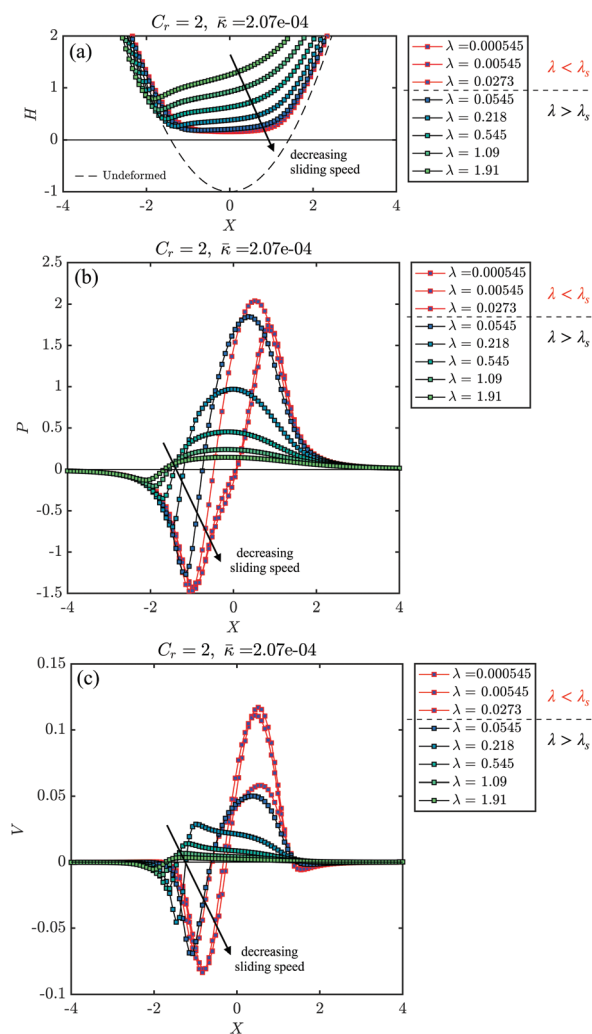 C_r = 2, κ̄ =2.07e-04
(a)
2
1
0
-1
H
decreasing
sliding speed
Undeformed
-4
-2
0
2
4
X
λ =0.000545
λ = 0.00545
λ = 0.0273
λ = 0.0545
λ = 0.218
λ = 0.545
λ = 1.09
λ = 1.91
λ < λ_s
λ > λ_s
C_r = 2, κ̄ =2.07e-04
(b)
2.5
2
1.5
1
0.5
0
-0.5
-1
-1.5
P
decreasing
sliding speed
-4
-2
0
2
4
X
λ =0.000545
λ = 0.00545
λ = 0.0273
λ = 0.0545
λ = 0.218
λ = 0.545
λ = 1.09
λ = 1.91
λ < λ_s
λ > λ_s
C_r = 2, κ̄ =2.07e-04
(c)
0.15
0.1
0.05
0
-0.05
-0.1
V
decreasing
sliding speed
-4
-2
0
2
4
X
λ =0.000545
λ = 0.00545
λ = 0.0273
λ = 0.0545
λ = 0.218
λ = 0.545
λ = 1.09
λ = 1.91
λ < λ_s
λ > λ_s